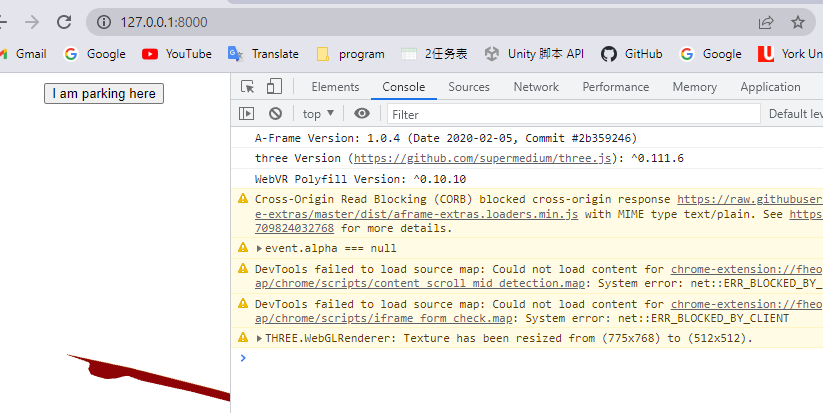 127.0.0.1:8000
Gmail Google YouTube Translate program 2任务表 Unity 脚本 API GitHub Google York Un
I am parking here
Elements Console Sources Network Performance Memory Application
top Filter Default leve
A-Frame Version: 1.0.4 (Date 2020-02-05, Commit #2b359246)
three Version (https://github.com/supermedium/three.js): ^0.111.6
WebVR Polyfill Version: ^0.10.10
Cross-Origin Read Blocking (CORB) blocked cross-origin response https://raw.githubuser
e-extras/master/dist/aframe-extras.loaders.min.js with MIME type text/plain. See https
709824032768 for more details.
event.alpha === null
DevTools failed to load source map: Could not load content for chrome-extension://fheo
ap/chrome/scripts/content_scroll_mid_detection.map: System error: net::ERR_BLOCKED_BY_
DevTools failed to load source map: Could not load content for chrome-extension://fheo
ap/chrome/scripts/iframe_form_check.map: System error: net::ERR_BLOCKED_BY_CLIENT
THREE.WebGLRenderer: Texture has been resized from (775x768) to (512x512).